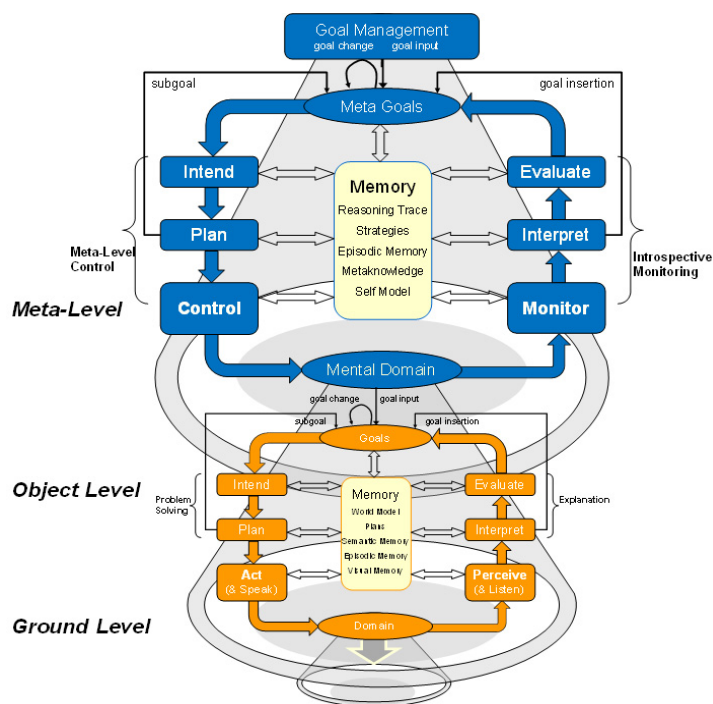 Goal Management
goal change goal input
subgoal
goal insertion
Meta Goals
Intend
Evaluate
Memory
Reasoning Trace
Strategies
Episodic Memory
Metaknowledge
Self Model
Plan
Interpret
Meta-Level
Control
Introspective
Monitoring
Control
Monitor
Meta-Level
Mental Domain
goal change goal input
subgoal
goal insertion
Goals
Object Level
Intend
Evaluate
Problem
Solving
Explanation
Memory
World Model
Plans
Semantic Memory
Episodic Memory
Visual Memory
Plan
Interpret
Act
(& Speak)
Perceive
(& Listen)
Ground Level
Domain